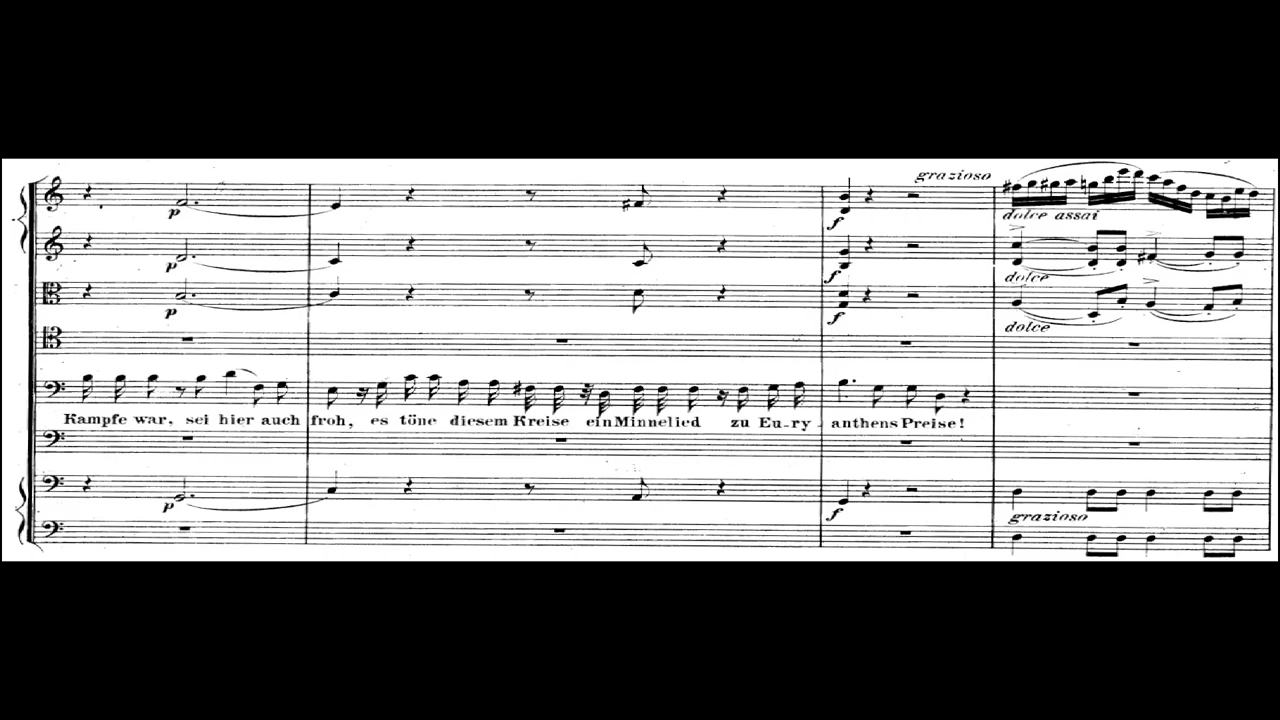 grazioso
p
f
dolce assai
p
f
dolce
p
f
dolce
Kampfe war, sei hier auch froh, es töne diesem Kreise ein Minnelied zu Eu-ry anthens Preise!
p
f
grazioso